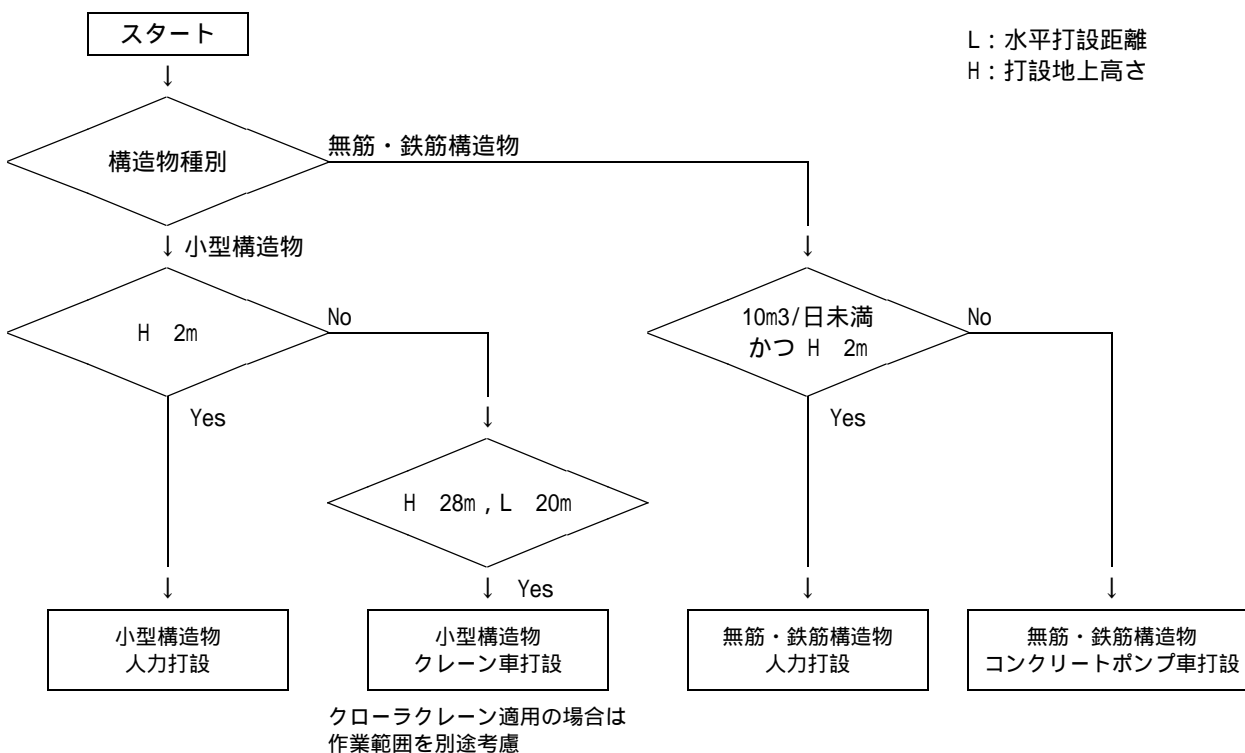 スタート
L：水平打設距離
H：打設地上高さ
↓
構造物種別
無筋・鉄筋構造物
↓ 小型構造物
↓
H 2m
No
10m3/日未満
かつ H 2m
No
Yes
↓
Yes
H 28m , L 20m
↓
↓ Yes
↓
↓
小型構造物
人力打設
小型構造物
クレーン車打設
無筋・鉄筋構造物
人力打設
無筋・鉄筋構造物
コンクリートポンプ車打設
クローラクレーン適用の場合は
作業範囲を別途考慮